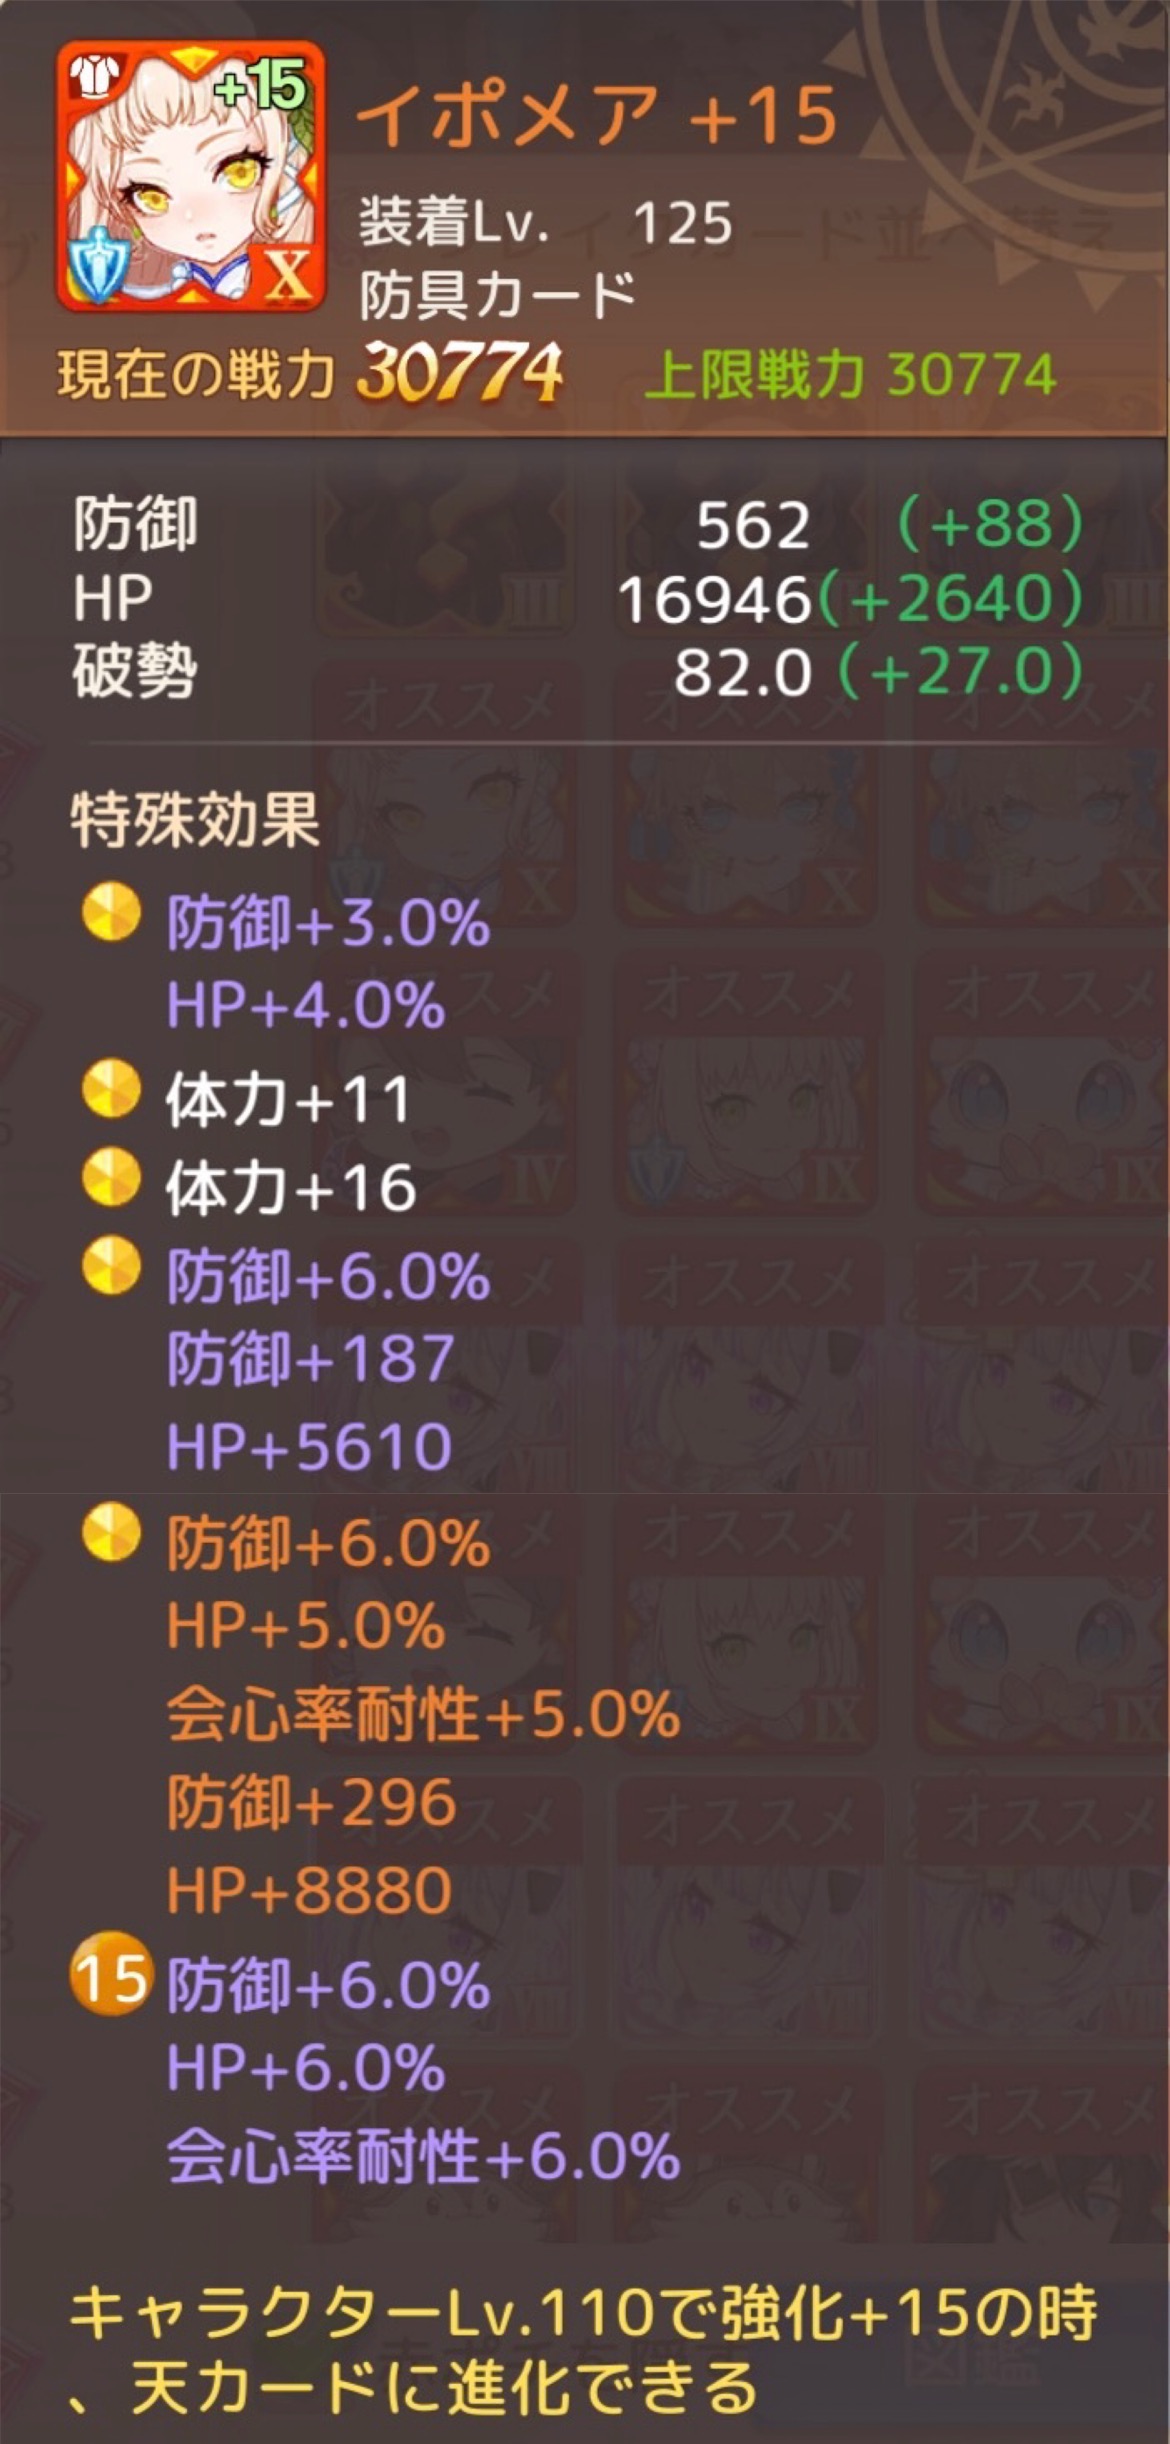 +15
X
イポメア +15
装着Lv. 125
防具カード
現在の戦力 30774 上限戦力 30774
防御 562 (+88)
HP 16946(+2640)
破勢 82.0 (+27.0)
特殊効果
防御+3.0%
HP+4.0%
体力+11
体力+16
防御+6.0%
防御+187
HP+5610
防御+6.0%
HP+5.0%
会心率耐性+5.0%
防御+296
HP+8880
15 防御+6.0%
HP+6.0%
会心率耐性+6.0%
キャラクターLv.110で強化+15の時
、天カードに進化できる